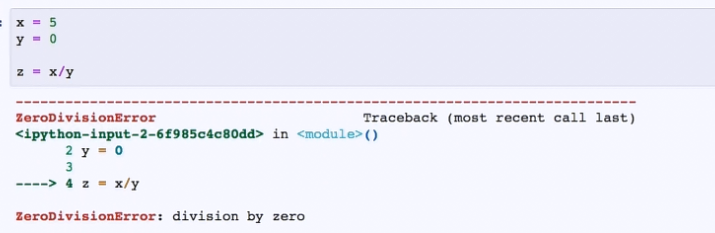 x = 5
y = 0
z = x/y
---------------------------------------------------------------------------
ZeroDivisionError                         Traceback (most recent call last)
<ipython-input-2-6f985c4c80dd> in <module>()
      2 y = 0
      3
----> 4 z = x/y
ZeroDivisionError: division by zero